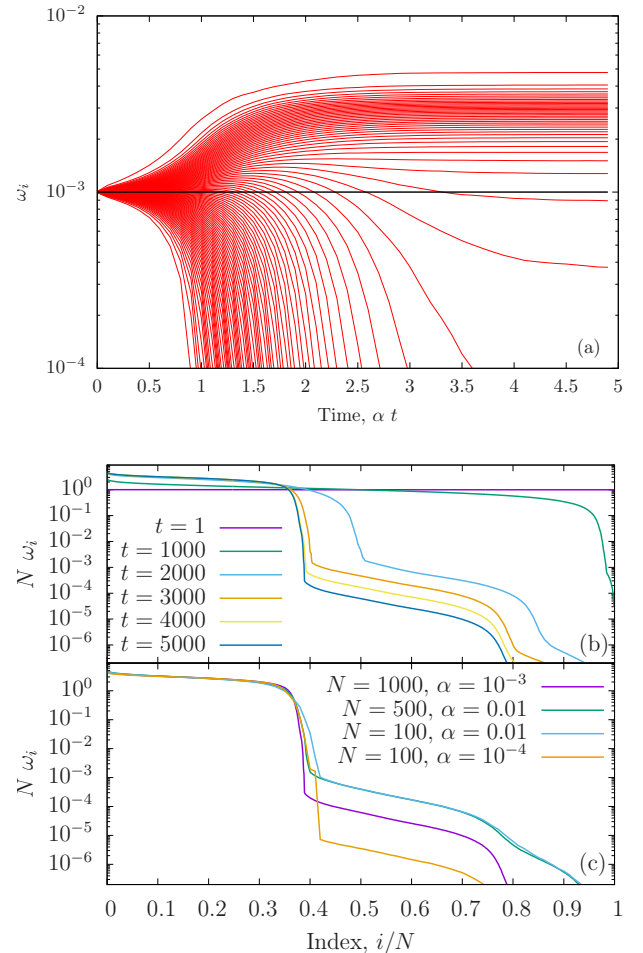 10⁻²
10⁻³
10⁻⁴
ω_i
0 0.5 1 1.5 2 2.5 3 3.5 4 4.5 5
(a)
Time, α t
10⁰
10⁻¹
10⁻²
10⁻³
10⁻⁴
10⁻⁵
10⁻⁶
N ω_i
t = 1
t = 1000
t = 2000
t = 3000
t = 4000
t = 5000
(b)
10⁰
10⁻¹
10⁻²
10⁻³
10⁻⁴
10⁻⁵
10⁻⁶
N ω_i
N = 1000, α = 10⁻³
N = 500, α = 0.01
N = 100, α = 0.01
N = 100, α = 10⁻⁴
(c)
0 0.1 0.2 0.3 0.4 0.5 0.6 0.7 0.8 0.9 1
Index, i/N